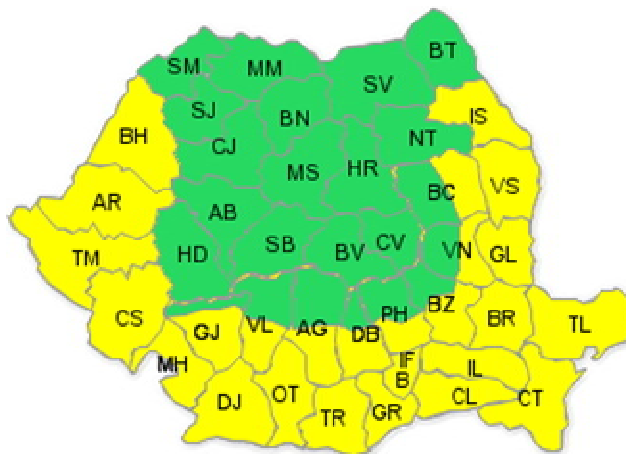 BT
SM
MM
SV
SJ
BN
IS
BH
CJ
NT
MS
HR
BC
VS
AR
AB
TM
HD
SB
BV
CV
VN
GL
CS
GJ
VL
AG
DB
PH
BZ
BR
TL
MH
IF
B
IL
DJ
OT
TR
GR
CL
CT